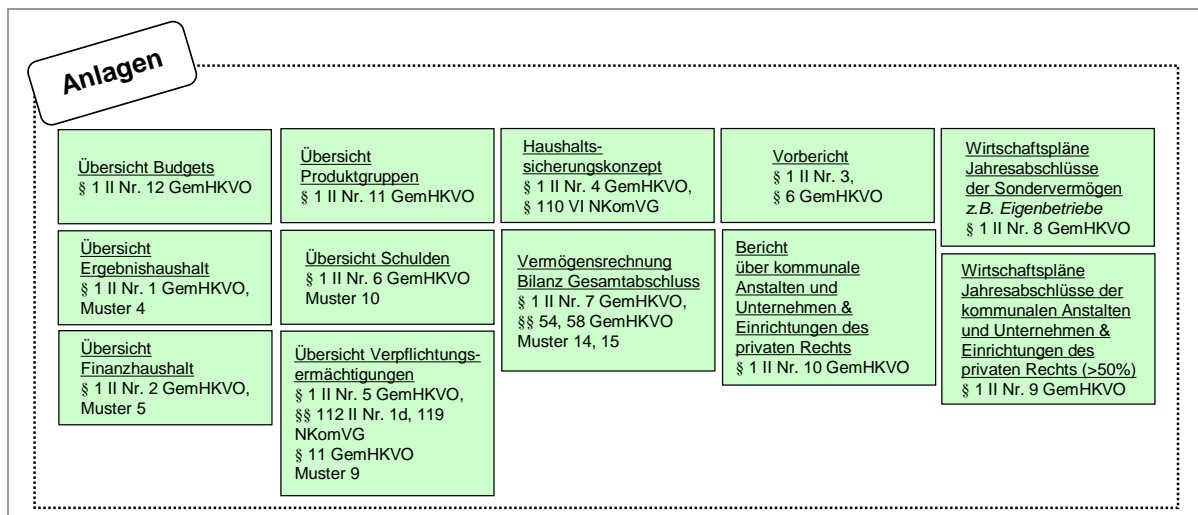 Anlagen
Übersicht Budgets
§ 1 II Nr. 12 GemHKVO
Übersicht
Ergebnishaushalt
§ 1 II Nr. 1 GemHKVO,
Muster 4
Übersicht
Finanzhaushalt
§ 1 II Nr. 2 GemHKVO,
Muster 5
Übersicht
Produktgruppen
§ 1 II Nr. 11 GemHKVO
Übersicht Schulden
§ 1 II Nr. 6 GemHKVO
Muster 10
Übersicht Verpflichtungs-
ermächtigungen
§ 1 II Nr. 5 GemHKVO,
§§ 112 II Nr. 1d, 119
NKomVG
§ 11 GemHKVO
Muster 9
Haushalts-
sicherungskonzept
§ 1 II Nr. 4 GemHKVO,
§ 110 VI NKomVG
Vermögensrechnung
Bilanz Gesamtabschluss
§ 1 II Nr. 7 GemHKVO,
§§ 54, 58 GemHKVO
Muster 14, 15
Vorbericht
§ 1 II Nr. 3,
§ 6 GemHKVO
Bericht
über kommunale
Anstalten und
Unternehmen &
Einrichtungen des
privaten Rechts
§ 1 II Nr. 10 GemHKVO
Wirtschaftspläne
Jahresabschlüsse
der Sondervermögen
z.B. Eigenbetriebe
§ 1 II Nr. 8 GemHKVO
Wirtschaftspläne
Jahresabschlüsse der
kommunalen Anstalten
und Unternehmen &
Einrichtungen des
privaten Rechts (>50%)
§ 1 II Nr. 9 GemHKVO